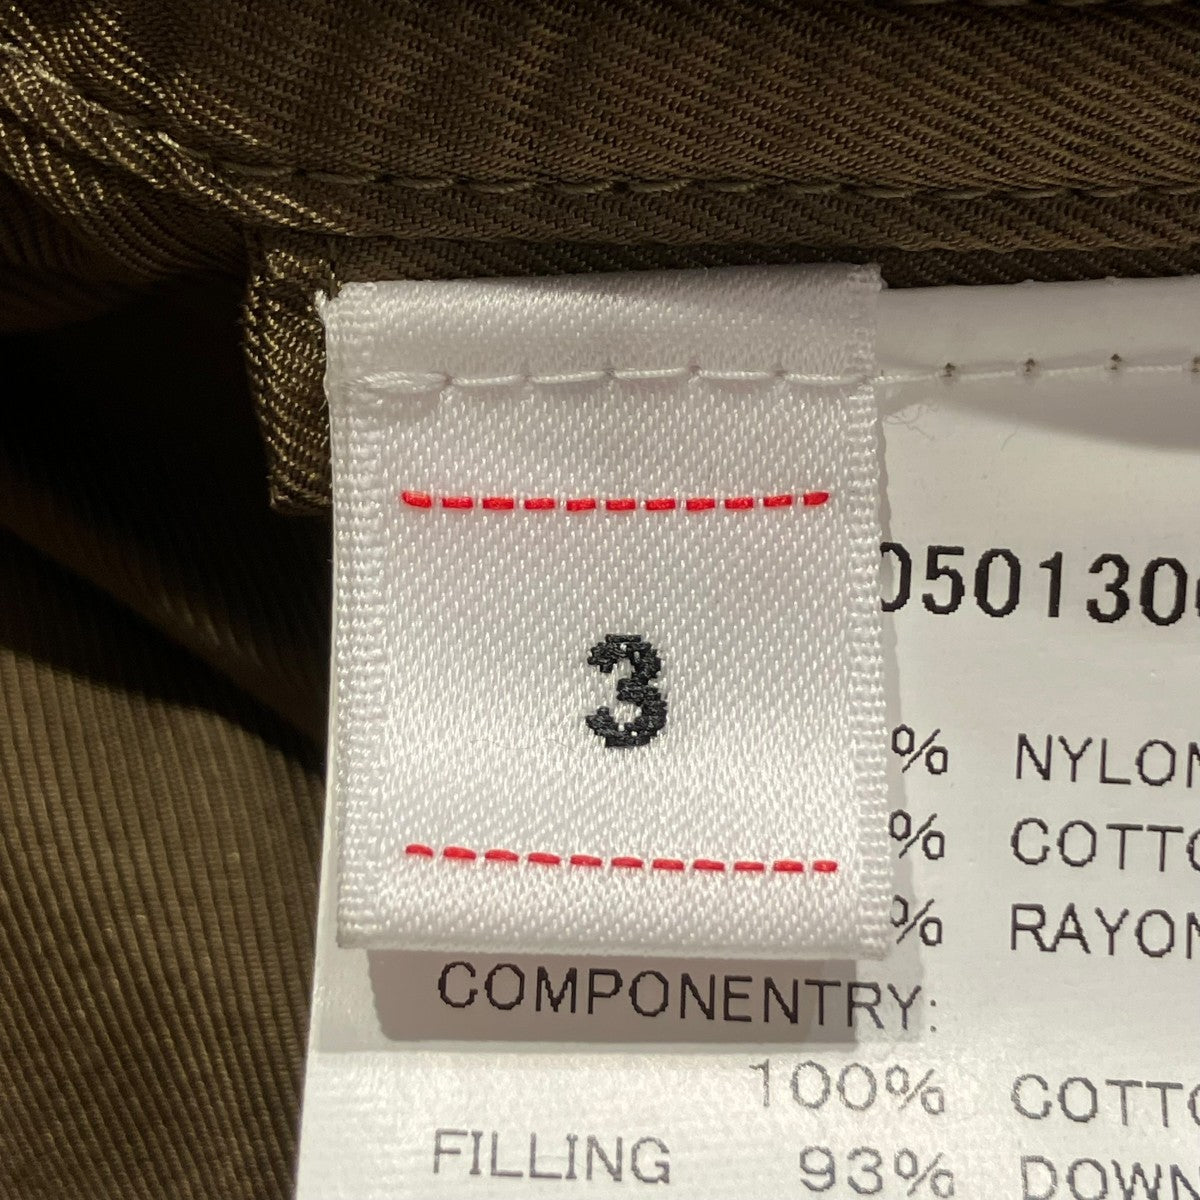 3
050130
% NYLON
% COTTO
% RAYON
COMPONENTRY:
100% COTTO
FILLING 93% DOWN